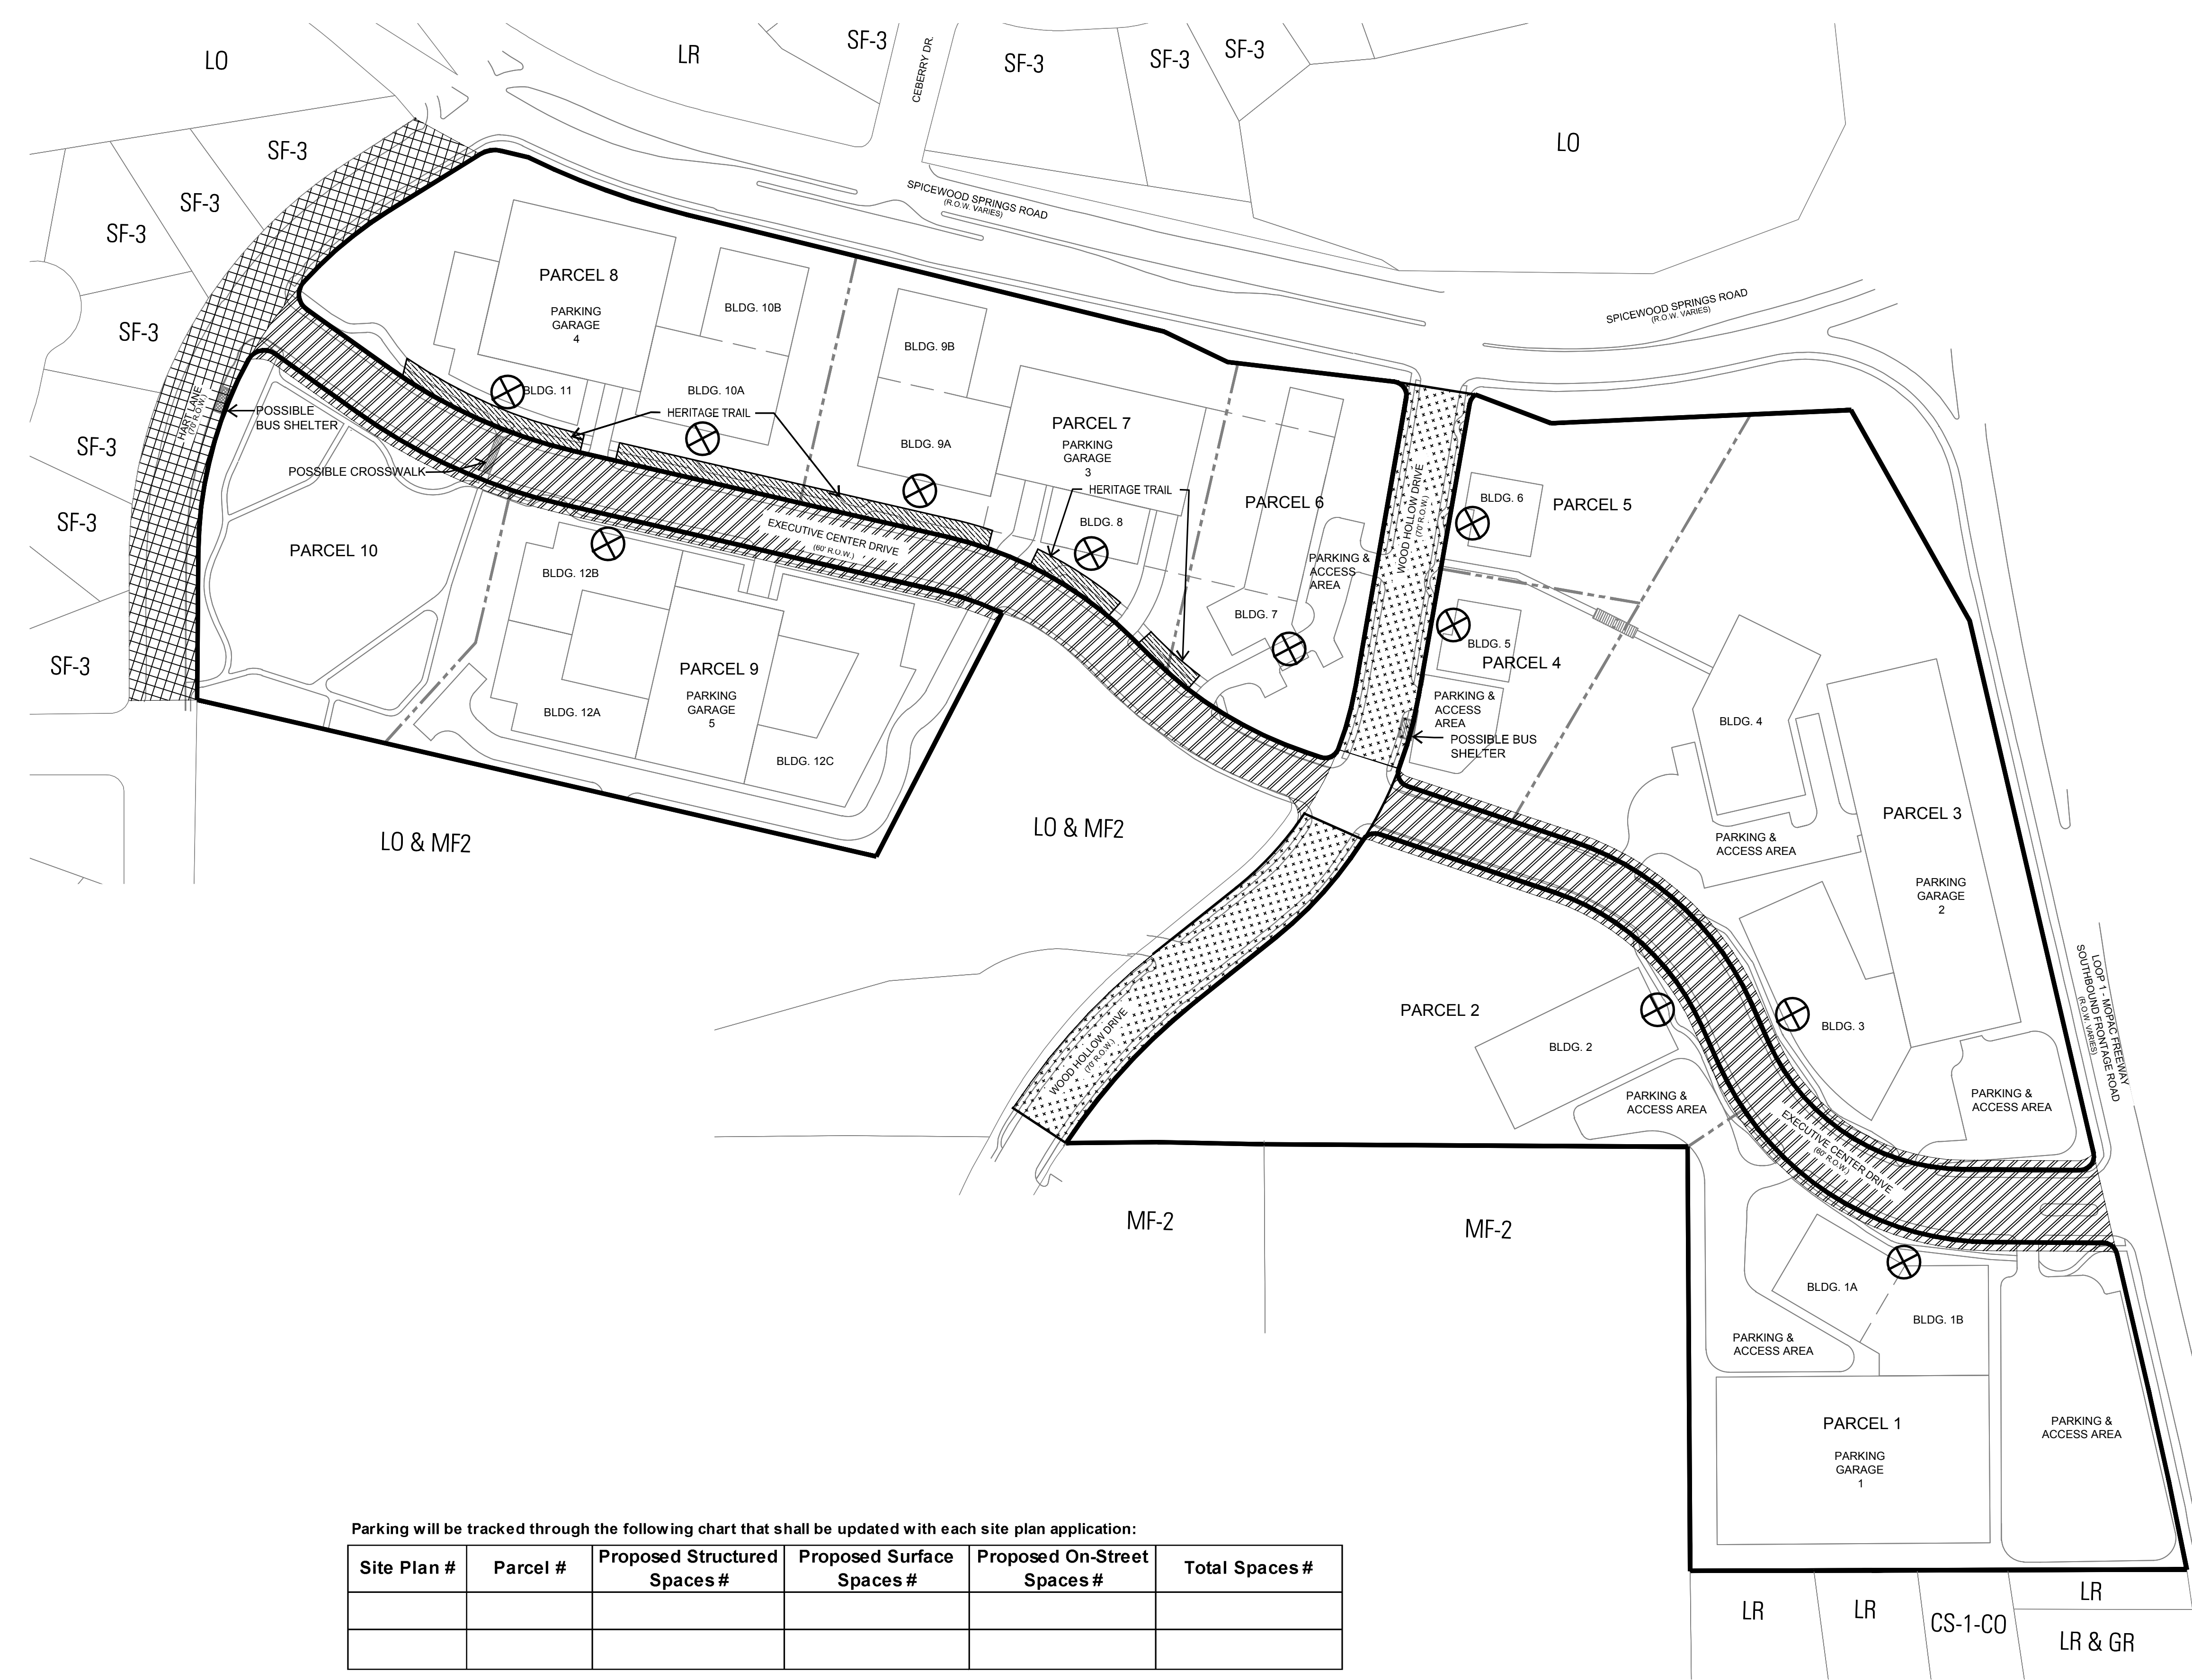 LO
LR
SF-3
CEBERRY DR.
SF-3
SF-3
SF-3
LO
SF-3
SF-3
SF-3
SF-3
SF-3
SF-3
SF-3
SPICEWOOD SPRINGS ROAD
(R.O.W. VARIES)
SPICEWOOD SPRINGS ROAD
(R.O.W. VARIES)
HART LANE
(70' R.O.W.)
POSSIBLE
BUS SHELTER
POSSIBLE CROSSWALK
PARCEL 8
PARKING
GARAGE
4
BLDG. 10B
BLDG. 11
BLDG. 10A
HERITAGE TRAIL
BLDG. 9B
BLDG. 9A
PARCEL 7
PARKING
GARAGE
3
HERITAGE TRAIL
BLDG. 8
PARCEL 6
PARKING &
ACCESS
AREA
BLDG. 7
WOOD HOLLOW DRIVE
(70' R.O.W.)
BLDG. 6
PARCEL 5
BLDG. 5
PARCEL 4
PARKING &
ACCESS
AREA
POSSIBLE BUS
SHELTER
EXECUTIVE CENTER DRIVE
(60' R.O.W.)
PARCEL 10
BLDG. 12B
PARCEL 9
PARKING
GARAGE
5
BLDG. 12A
BLDG. 12C
LO & MF2
LO & MF2
BLDG. 4
PARKING &
ACCESS AREA
PARCEL 3
PARKING
GARAGE
2
BLDG. 3
PARKING &
ACCESS AREA
LOOP 1 - MOPAC FREEWAY
SOUTHBOUND FRONTAGE ROAD
(R.O.W. VARIES)
PARCEL 2
BLDG. 2
PARKING &
ACCESS AREA
WOOD HOLLOW DRIVE
(70' R.O.W.)
EXECUTIVE CENTER DRIVE
(60' R.O.W.)
MF-2
MF-2
BLDG. 1A
BLDG. 1B
PARKING &
ACCESS AREA
PARCEL 1
PARKING
GARAGE
1
PARKING &
ACCESS AREA
LR
LR
CS-1-CO
LR
LR & GR
Parking will be tracked through the following chart that shall be updated with each site plan application:
Site Plan #
Parcel #
Proposed Structured
Spaces #
Proposed Surface
Spaces #
Proposed On-Street
Spaces #
Total Spaces #